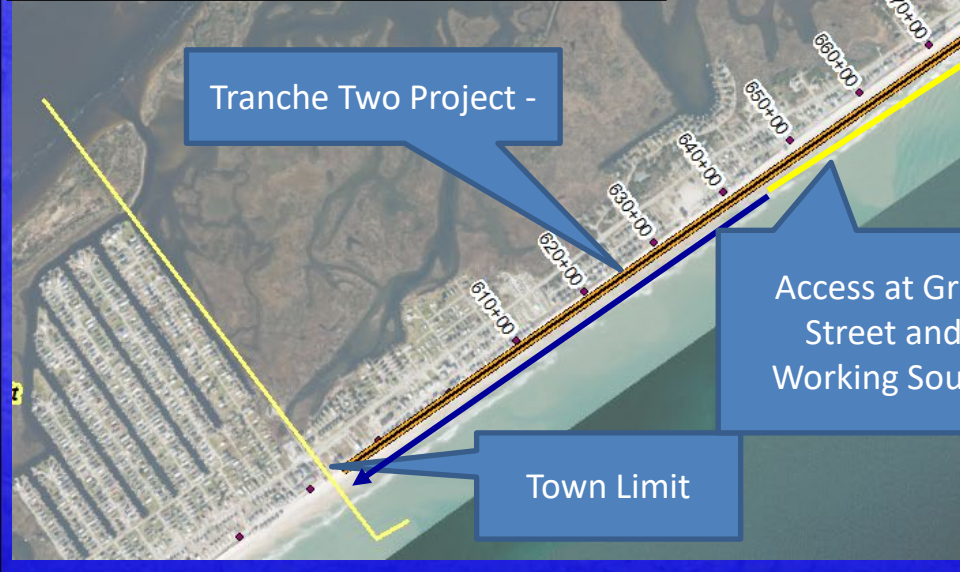 Tranche Two Project -
70+00
660+00
650+00
640+00
630+00
620+00
610+00
Access at Gr
Street and
Working Sou
Town Limit